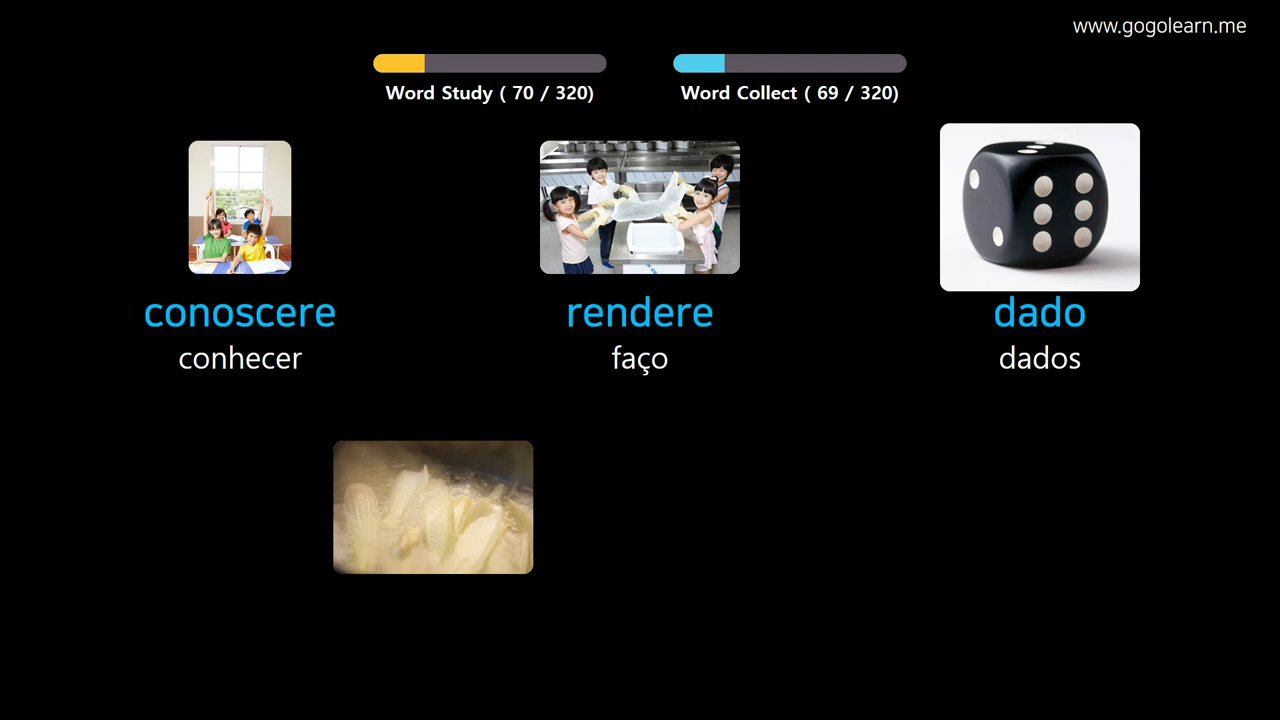 www.gogolearn.me
Word Study ( 70 / 320)
Word Collect ( 69 / 320)
conoscere
conhecer
rendere
faço
dado
dados